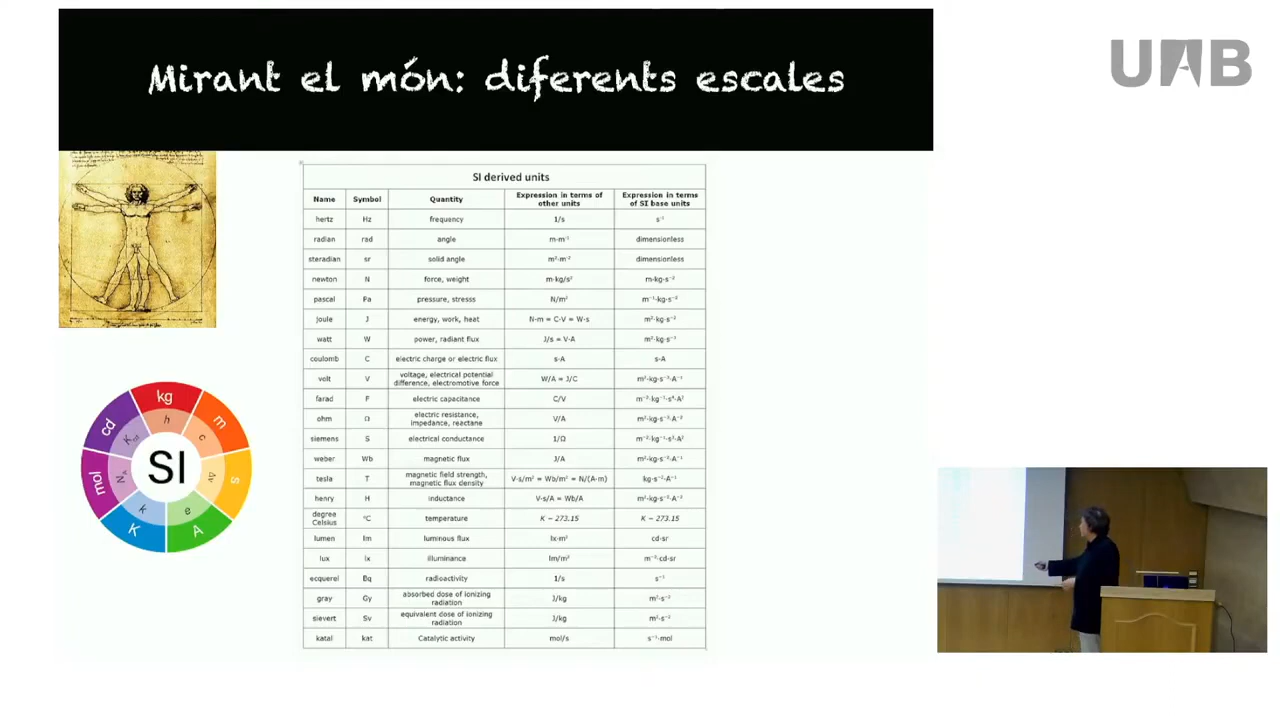 Mirant el món: diferents escales
UAB
SI derived units
Name Symbol Quantity Expression in terms of other units Expression in terms of SI base units
hertz Hz frequency 1/s s⁻¹
radian rad angle m·m⁻¹ dimensionless
steradian sr solid angle m²·m⁻² dimensionless
newton N force, weight m·kg/s² m·kg·s⁻²
pascal Pa pressure, stresss N/m² m⁻¹·kg·s⁻²
joule J energy, work, heat N·m = C·V = W·s m²·kg·s⁻²
watt W power, radiant flux J/s = V·A m²·kg·s⁻³
coulomb C electric charge or electric flux s·A s·A
volt V voltage, electrical potential difference, electromotive force W/A = J/C m²·kg·s⁻³·A⁻¹
farad F electric capacitance C/V m⁻²·kg⁻¹·s⁴·A²
ohm Ω electric resistance, impedance, reactane V/A m²·kg·s⁻³·A⁻²
siemens S electrical conductance 1/Ω m⁻²·kg⁻¹·s³·A²
weber Wb magnetic flux J/A m²·kg·s⁻²·A⁻¹
tesla T magnetic field strength, magnetic flux density V·s/m² = Wb/m² = N/(A·m) kg·s⁻²·A⁻¹
henry H inductance V·s/A = Wb/A m²·kg·s⁻²·A⁻²
degree Celsius °C temperature K − 273.15 K − 273.15
lumen lm luminous flux lx·m² cd·sr
lux lx illuminance lm/m² m⁻²·cd·sr
ecquerel Bq radioactivity 1/s s⁻¹
gray Gy absorbed dose of ionizing radiation J/kg m²·s⁻²
sievert Sv equivalent dose of ionizing radiation J/kg m²·s⁻²
katal kat Catalytic activity mol/s s⁻¹·mol
kg
h
m
c
s
Δν
A
e
K
k
mol
N_A
cd
K_cd
SI